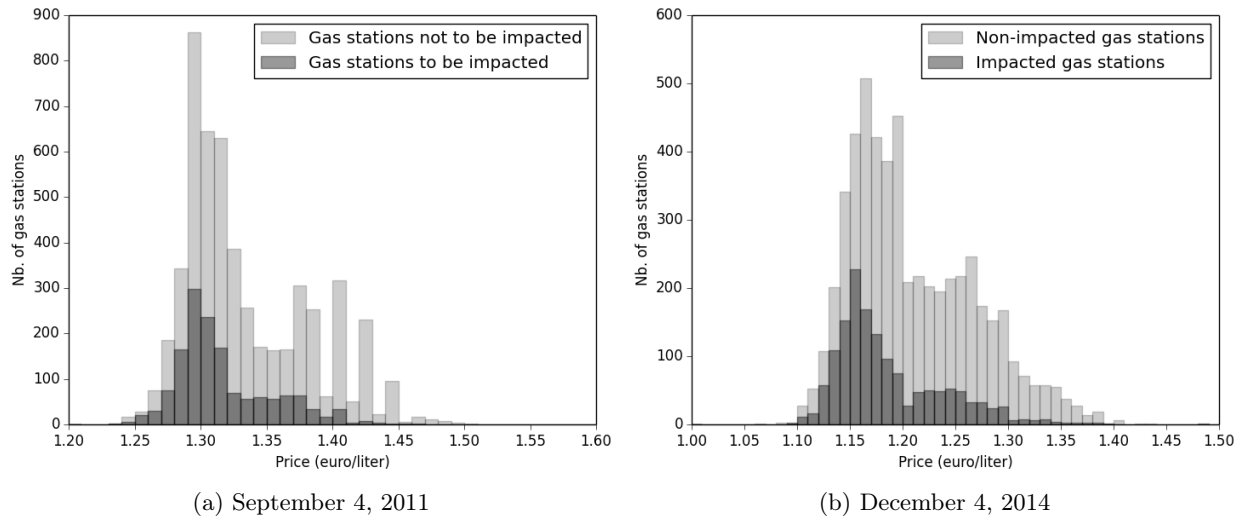 900
800
700
600
500
400
300
200
100
0
Nb. of gas stations
Gas stations not to be impacted
Gas stations to be impacted
1.20 1.25 1.30 1.35 1.40 1.45 1.50 1.55 1.60
Price (euro/liter)
(a) September 4, 2011
600
500
400
300
200
100
0
Nb. of gas stations
Non-impacted gas stations
Impacted gas stations
1.00 1.05 1.10 1.15 1.20 1.25 1.30 1.35 1.40 1.45 1.50
Price (euro/liter)
(b) December 4, 2014